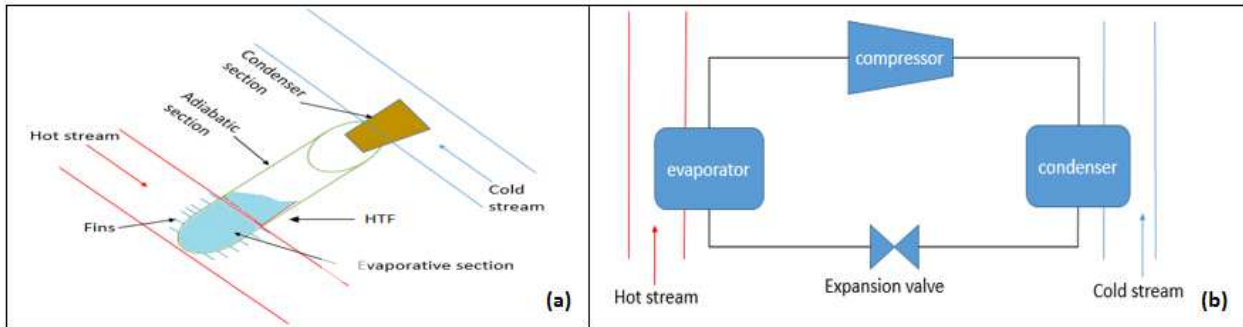 Condenser
section
Adiabatic
section
Hot stream
Cold
stream
Fins
HTF
Evaporative section
(a)
compressor
evaporator
condenser
Expansion valve
Hot stream
Cold stream
(b)